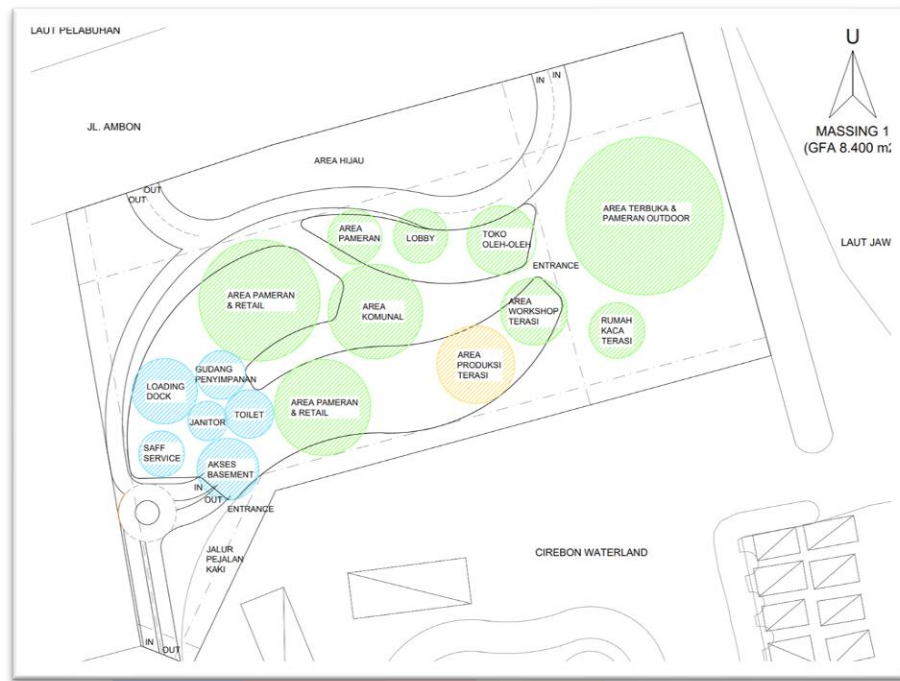 LAUT PELABUHAN
U
IN IN
MASSING 1
(GFA 8.400 m2
JL. AMBON
AREA HIJAU
OUT
OUT
AREA TERBUKA &
PAMERAN OUTDOOR
AREA
PAMERAN
LOBBY
TOKO
OLEH-OLEH
LAUT JAW
ENTRANCE
AREA PAMERAN
& RETAIL
AREA
KOMUNAL
AREA
WORKSHOP
TERASI
RUMAH
KACA
TERASI
AREA
PRODUKSI
TERASI
GUDANG
PENYIMPANAN
LOADING
DOCK
JANITOR
TOILET
AREA PAMERAN
& RETAIL
SAFF
SERVICE
AKSES
BASEMENT
IN
OUT
ENTRANCE
JALUR
PEJALAN
KAKI
CIREBON WATERLAND
IN
OUT